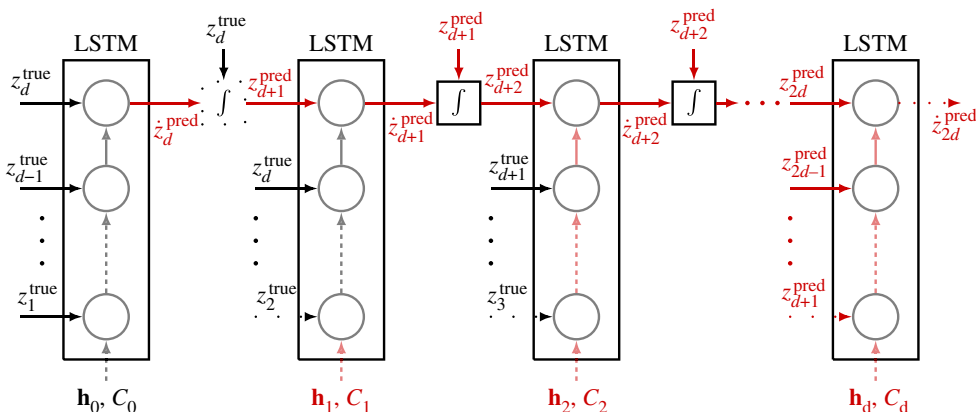 z_d^true z_{d+1}^pred z_{d+2}^pred
LSTM LSTM LSTM LSTM
z_d^true ∫ z_{d+1}^pred ∫ z_{d+2}^pred ∫ z_{2d}^pred
ż_d^pred ż_{d+1}^pred ż_{d+2}^pred ż_{2d}^pred
z_{d–1}^true z_d^true z_{d+1}^true z_{2d–1}^pred
z_1^true z_2^true z_3^true z_{d+1}^pred
h_0, C_0 h_1, C_1 h_2, C_2 h_d, C_d